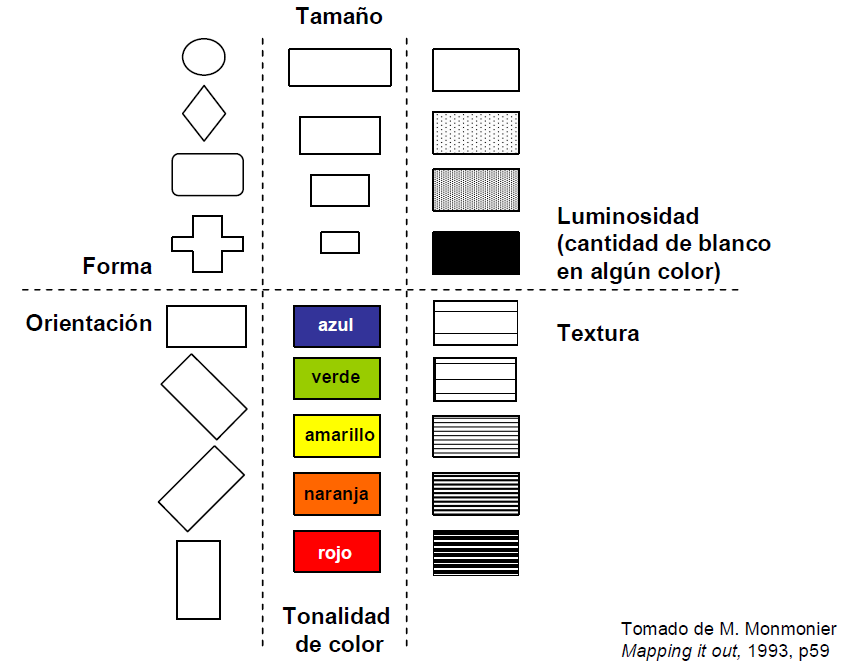 Tamaño
Forma
Luminosidad
(cantidad de blanco
en algún color)
Orientación
azul
verde
amarillo
naranja
rojo
Textura
Tonalidad
de color
Tomado de M. Monmonier
Mapping it out, 1993, p59